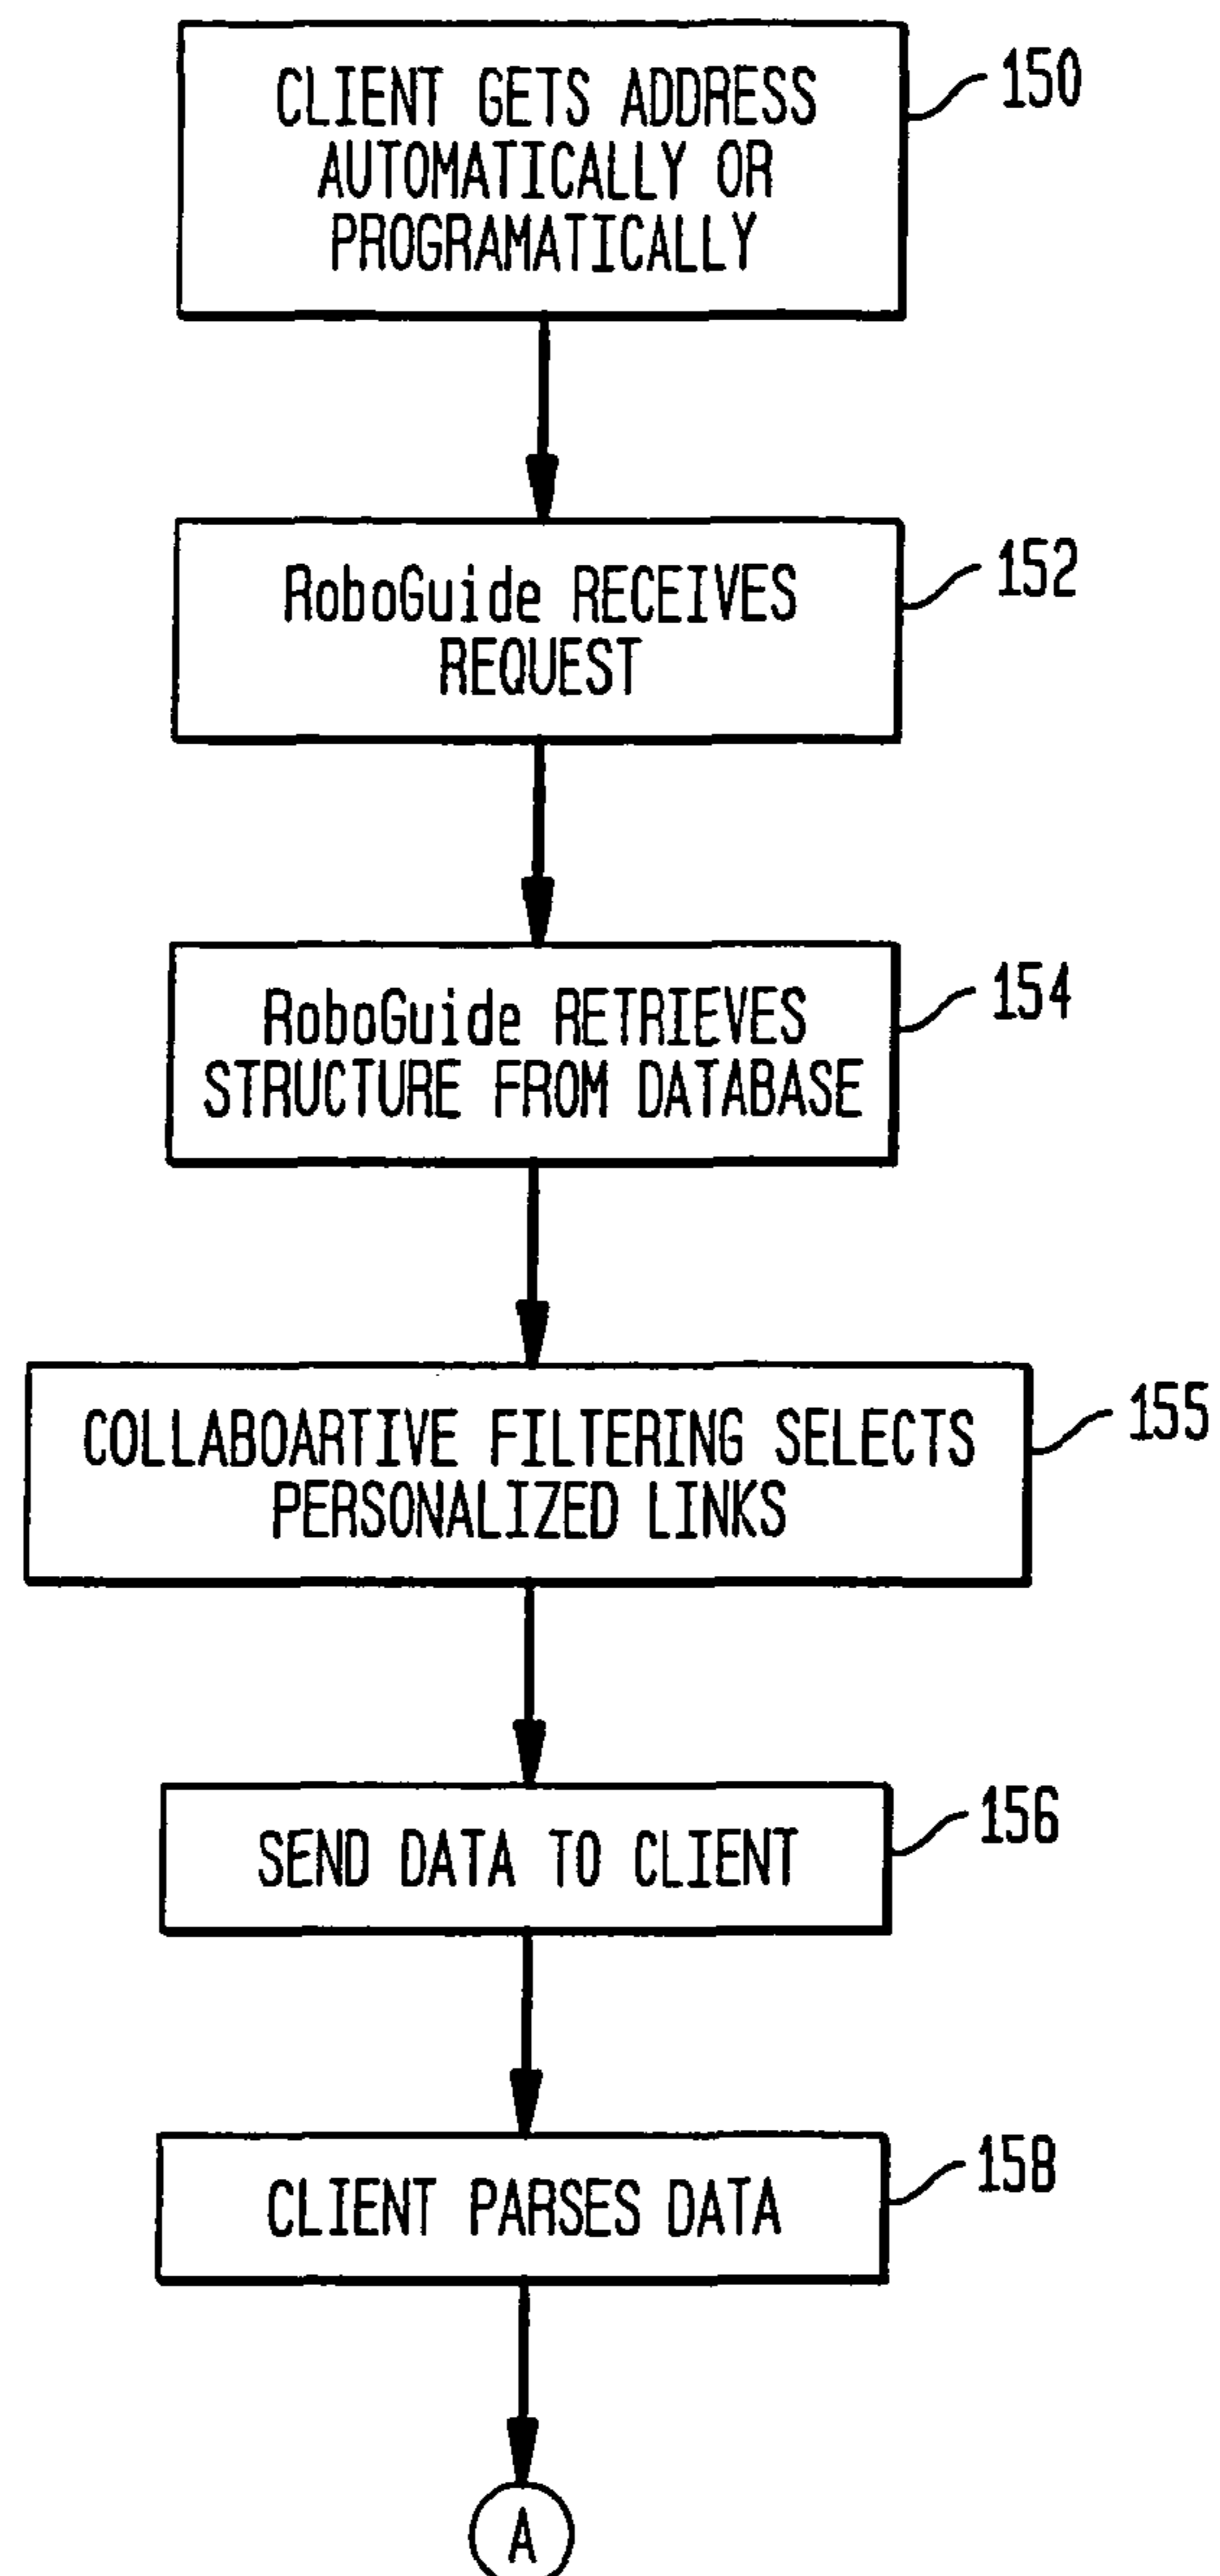 CLIENT GETS ADDRESS
AUTOMATICALLY OR
PROGRAMATICALLY
150
RoboGuide RECEIVES
REQUEST
152
RoboGuide RETRIEVES
STRUCTURE FROM DATABASE
154
COLLABOARTIVE FILTERING SELECTS
PERSONALIZED LINKS
155
SEND DATA TO CLIENT
156
CLIENT PARSES DATA
158
A